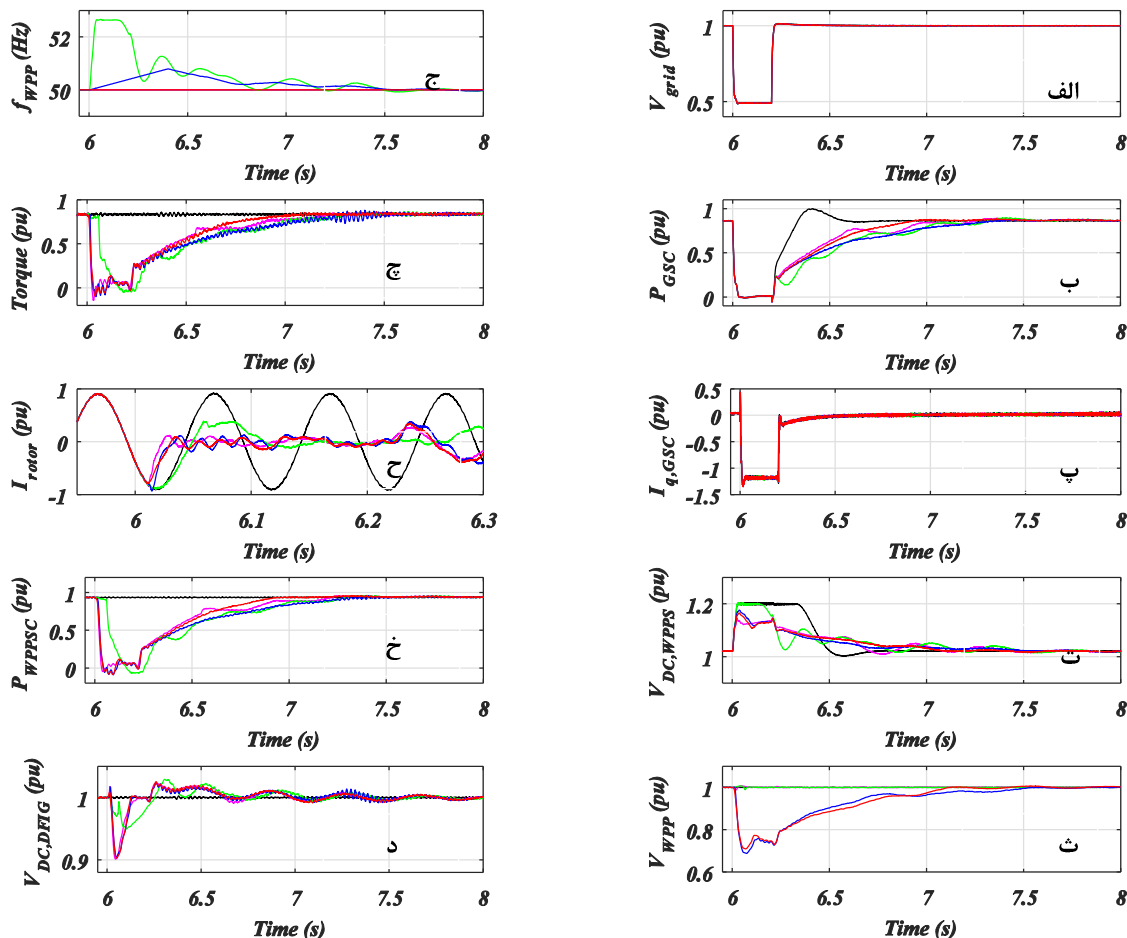 f_WPP (Hz)
52
50
6 6.5 7 7.5 8
Time (s)
ج
V_grid (pu)
1
0.5
6 6.5 7 7.5 8
Time (s)
الف
Torque (pu)
1
0.5
0
6 6.5 7 7.5 8
Time (s)
چ
P_GSC (pu)
1
0.5
0
6 6.5 7 7.5 8
Time (s)
ب
I_rotor (pu)
1
0
-1
6 6.1 6.2 6.3
Time (s)
ح
I_q,GSC (pu)
0.5
0
-0.5
-1
-1.5
6 6.5 7 7.5 8
Time (s)
پ
P_WPPSC (pu)
1
0.5
0
6 6.5 7 7.5 8
Time (s)
خ
V_DC,WPPS (pu)
1.2
1
6 6.5 7 7.5 8
Time (s)
ت
V_DC,DFIG (pu)
1
0.9
6 6.5 7 7.5 8
Time (s)
د
V_WPP (pu)
1
0.8
0.6
6 6.5 7 7.5 8
Time (s)
ث